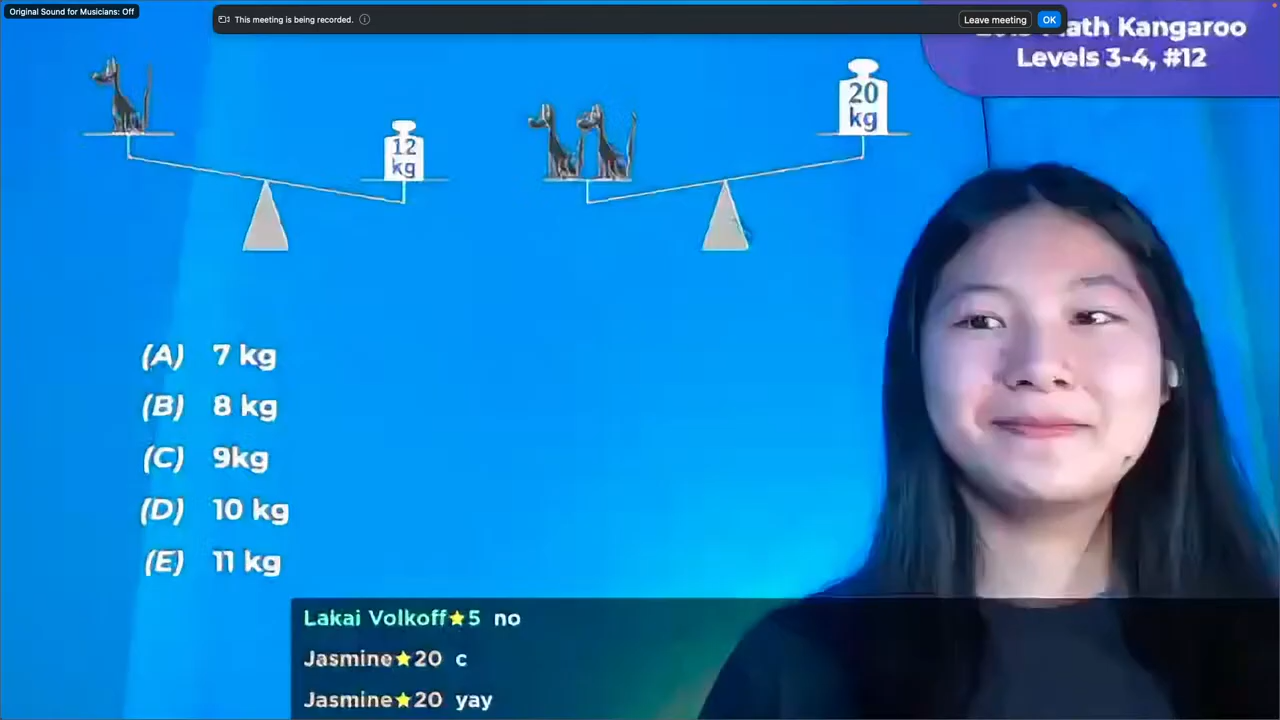 Original Sound for Musicians: Off
This meeting is being recorded.
Leave meeting
OK
Math Kangaroo
Levels 3-4, #12
12
kg
20
kg
(A) 7 kg
(B) 8 kg
(C) 9kg
(D) 10 kg
(E) 11 kg
Lakai Volkoff⭐5 no
Jasmine⭐20 c
Jasmine⭐20 yay